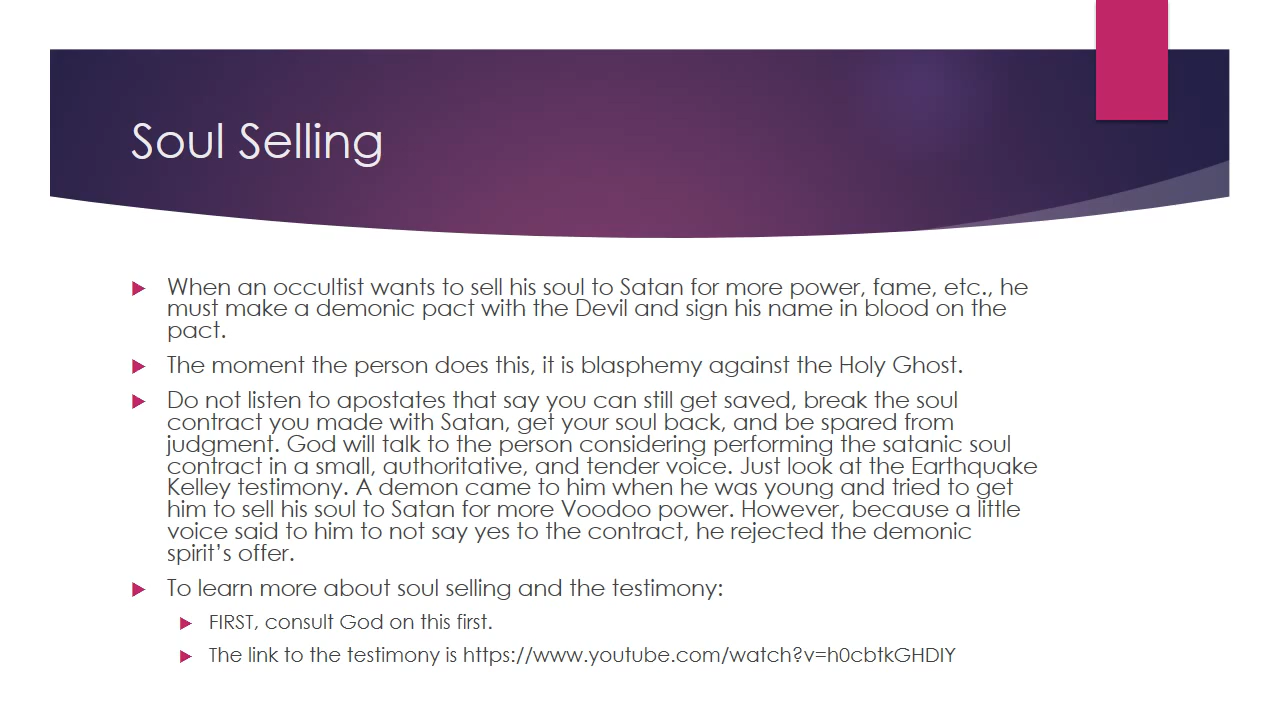 Soul Selling
When an occultist wants to sell his soul to Satan for more power, fame, etc., he
must make a demonic pact with the Devil and sign his name in blood on the
pact.
The moment the person does this, it is blasphemy against the Holy Ghost.
Do not listen to apostates that say you can still get saved, break the soul
contract you made with Satan, get your soul back, and be spared from
judgment. God will talk to the person considering performing the satanic soul
contract in a small, authoritative, and tender voice. Just look at the Earthquake
Kelley testimony. A demon came to him when he was young and tried to get
him to sell his soul to Satan for more Voodoo power. However, because a little
voice said to him to not say yes to the contract, he rejected the demonic
spirit's offer.
To learn more about soul selling and the testimony:
FIRST, consult God on this first.
The link to the testimony is https://www.youtube.com/watch?v=h0cbtkGHDIY